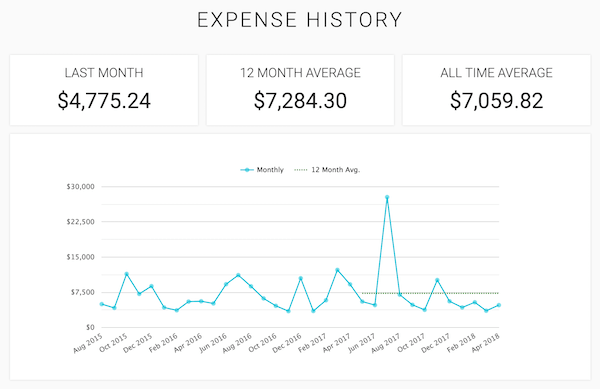 EXPENSE HISTORY
LAST MONTH
$4,775.24
12 MONTH AVERAGE
$7,284.30
ALL TIME AVERAGE
$7,059.82
Monthly
12 Month Avg.
$30,000
$22,500
$15,000
$7,500
$0
Aug 2015
Oct 2015
Dec 2015
Feb 2016
Apr 2016
Jun 2016
Aug 2016
Oct 2016
Dec 2016
Feb 2017
Apr 2017
Jun 2017
Aug 2017
Oct 2017
Dec 2017
Feb 2018
Apr 2018